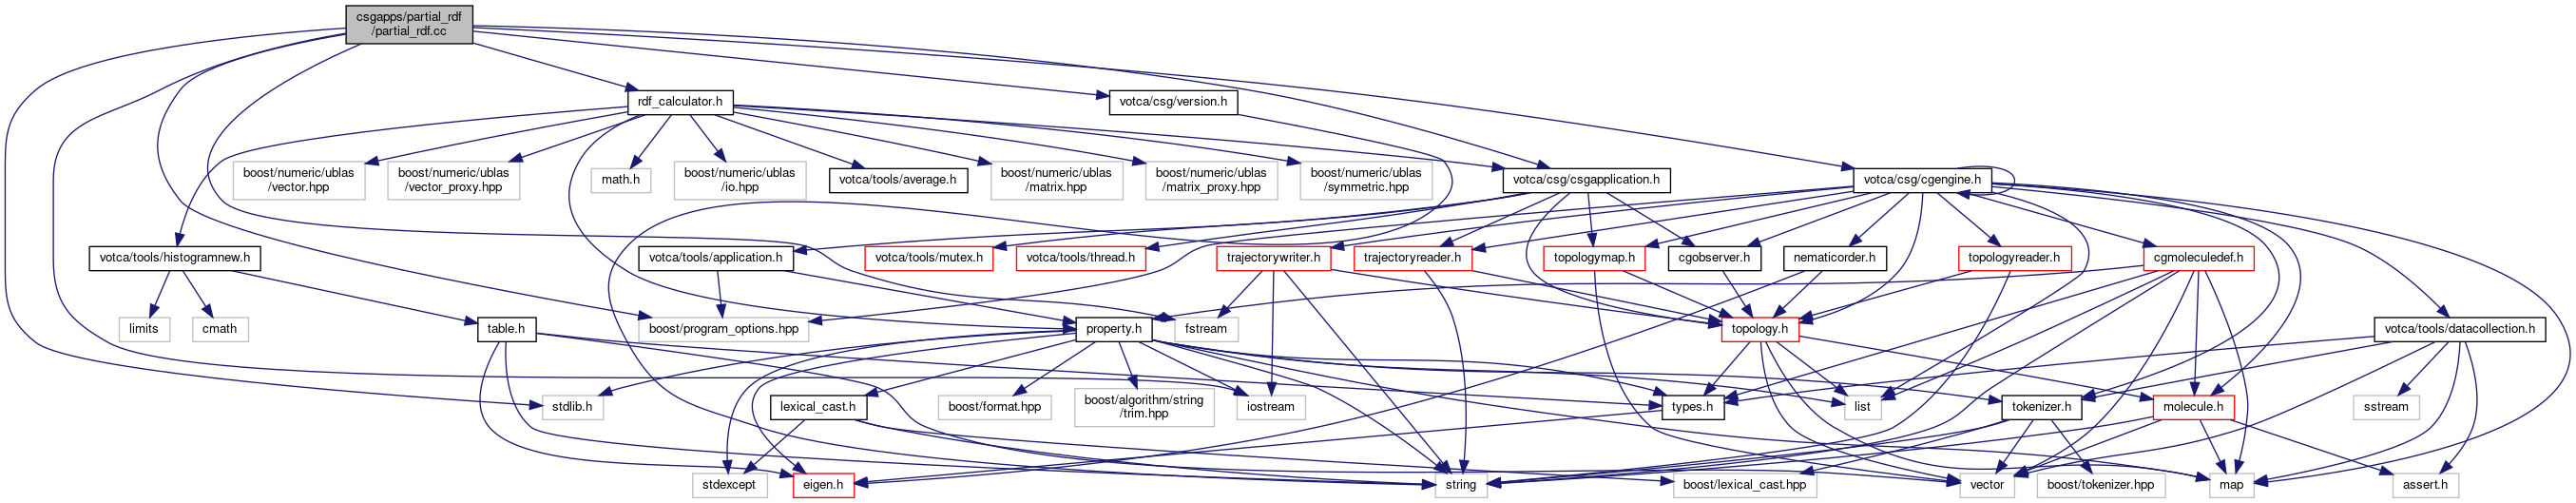 csgapps/partial_rdf
/partial_rdf.cc
rdf_calculator.h
votca/csg/version.h
boost/numeric/ublas
/vector.hpp
boost/numeric/ublas
/vector_proxy.hpp
math.h
boost/numeric/ublas
/io.hpp
votca/tools/average.h
boost/numeric/ublas
/matrix.hpp
boost/numeric/ublas
/matrix_proxy.hpp
boost/numeric/ublas
/symmetric.hpp
votca/csg/csgapplication.h
votca/csg/cgengine.h
votca/tools/histogramnew.h
votca/tools/application.h
votca/tools/mutex.h
votca/tools/thread.h
trajectorywriter.h
trajectoryreader.h
topologymap.h
cgobserver.h
nematicorder.h
topologyreader.h
cgmoleculedef.h
limits
cmath
table.h
boost/program_options.hpp
property.h
fstream
topology.h
votca/tools/datacollection.h
stdlib.h
lexical_cast.h
boost/format.hpp
boost/algorithm/string
/trim.hpp
iostream
types.h
list
tokenizer.h
molecule.h
sstream
stdexcept
eigen.h
string
boost/lexical_cast.hpp
vector
boost/tokenizer.hpp
map
assert.h